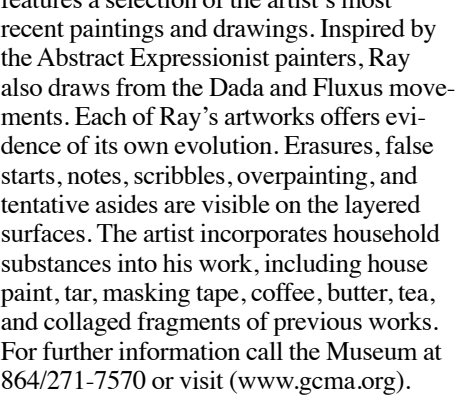 features a selection of the artist's most
recent paintings and drawings. Inspired by
the Abstract Expressionist painters, Ray
also draws from the Dada and Fluxus move-
ments. Each of Ray’s artworks offers evi-
dence of its own evolution. Erasures, false
starts, notes, scribbles, overpainting, and
tentative asides are visible on the layered
surfaces. The artist incorporates household
substances into his work, including house
paint, tar, masking tape, coffee, butter, tea,
and collaged fragments of previous works.
For further information call the Museum at
864/271-7570 or visit (www.gcma.org).